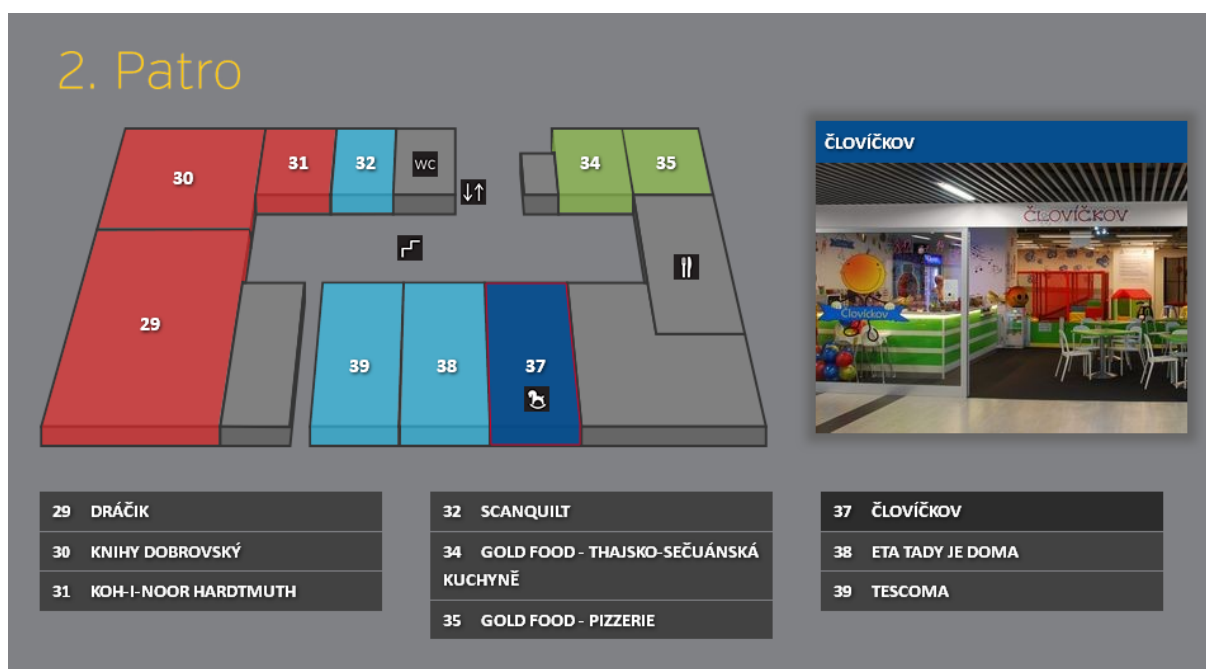 2. Patro
30
31
32
WC
34
35
29
39
38
37
ČLOVÍČKOV
ČLOVÍČKOV
Človíčkov
29 DRÁČIK
30 KNIHY DOBROVSKÝ
31 KOH-I-NOOR HARDTMUTH
32 SCANQUILT
34 GOLD FOOD - THAJSKO-SEČUÁNSKÁ
KUCHYNĚ
35 GOLD FOOD - PIZZERIE
37 ČLOVÍČKOV
38 ETA TADY JE DOMA
39 TESCOMA